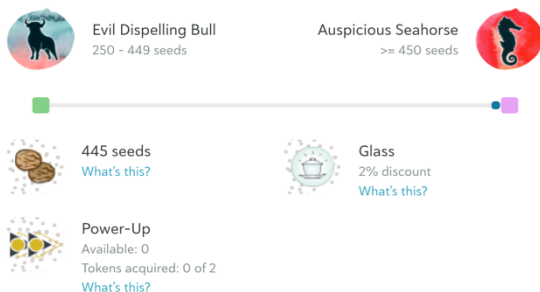 Evil Dispelling Bull
250 - 449 seeds
Auspicious Seahorse
>= 450 seeds
445 seeds
What's this?
Glass
2% discount
What's this?
Power-Up
Available: 0
Tokens acquired: 0 of 2
What's this?